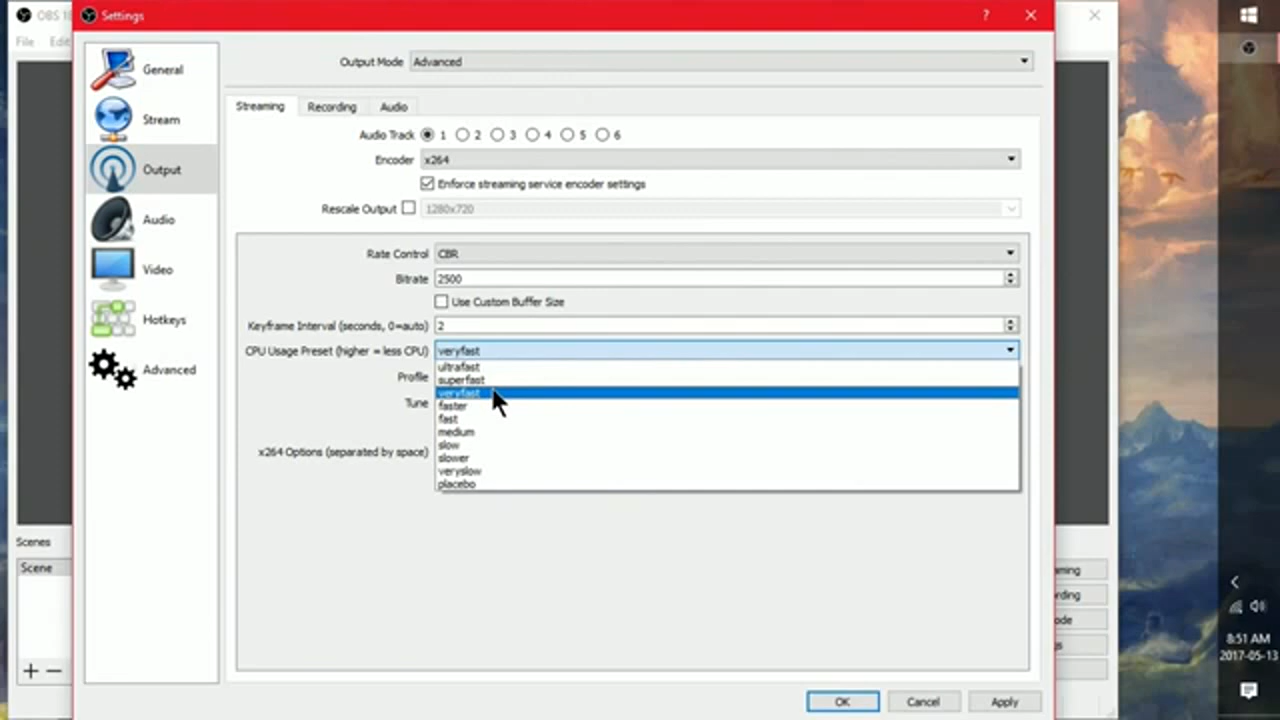 OBS 18
Settings
?
File Edit
General
Stream
Output
Audio
Video
Hotkeys
Advanced
Output Mode Advanced
Streaming Recording Audio
Audio Track 1 2 3 4 5 6
Encoder x264
Enforce streaming service encoder settings
Rescale Output 1280x720
Rate Control CBR
Bitrate 2500
Use Custom Buffer Size
Keyframe Interval (seconds, 0=auto) 2
CPU Usage Preset (higher = less CPU) veryfast
ultrafast
superfast
veryfast
faster
fast
medium
slow
slower
veryslow
placebo
Profile
Tune
x264 Options (separated by space)
Scenes
Scene
OK Cancel Apply
8:51 AM
2017-05-13